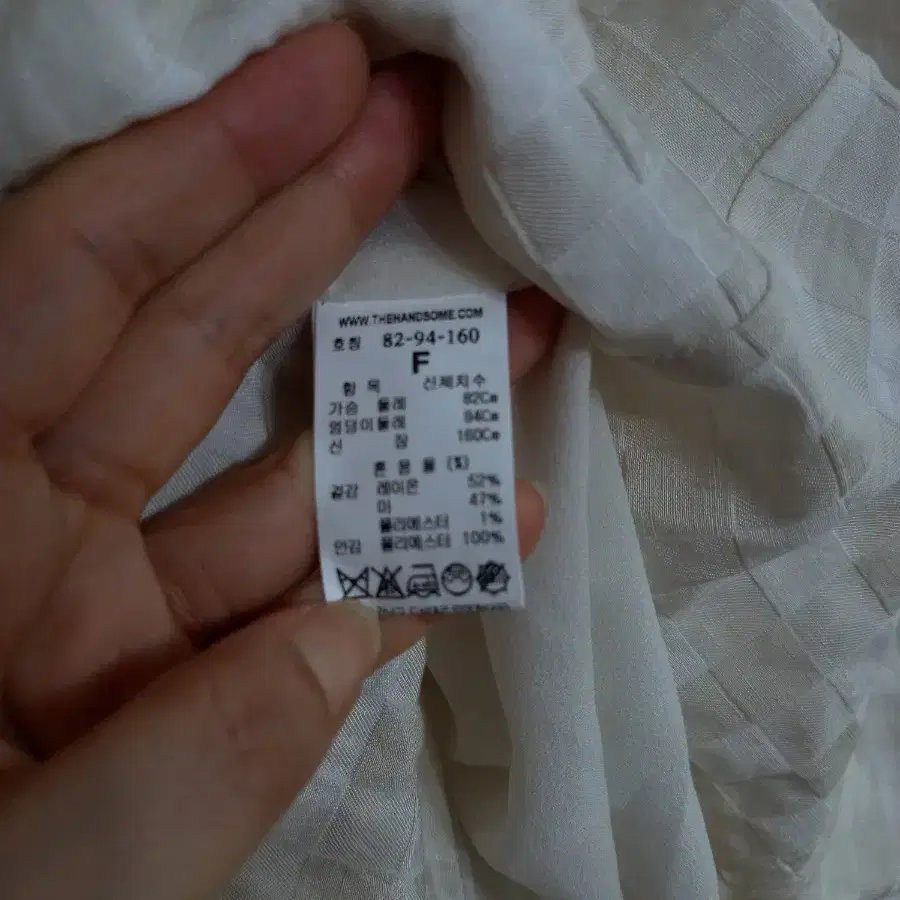 WWW.THEHANDSOME.COM
호칭 82-94-160
F
항 목 신체치수
가슴 둘레 82Cm
엉덩이둘레 94Cm
신 장 160Cm
혼 용 율 (%)
겉감 레이온 52%
마 47%
폴리에스터 1%
안감 폴리에스터 100%